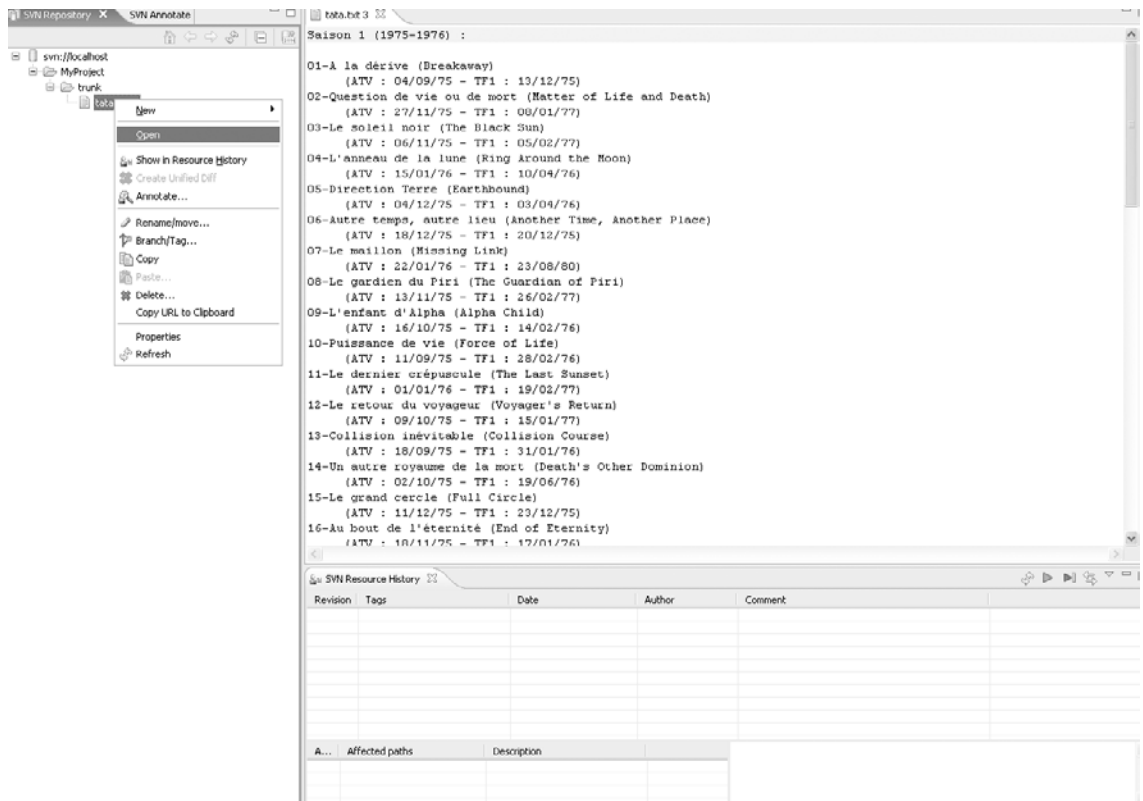 SVN Repository
SVN Annotate
svn://localhost
MyProject
trunk
tata
New
Open
Show in Resource History
Create Unified Diff
Annotate...
Rename/move...
Branch/Tag...
Copy
Paste...
Delete...
Copy URL to Clipboard
Properties
Refresh
tata.txt 3
Saison 1 (1975-1976) :
01-A la dérive (Breakaway)
(ATV : 04/09/75 - TF1 : 13/12/75)
02-Question de vie ou de mort (Matter of Life and Death)
(ATV : 27/11/75 - TF1 : 08/01/77)
03-Le soleil noir (The Black Sun)
(ATV : 06/11/75 - TF1 : 05/02/77)
04-L'anneau de la lune (Ring Around the Moon)
(ATV : 15/01/76 - TF1 : 10/04/76)
05-Direction Terre (Earthbound)
(ATV : 04/12/75 - TF1 : 03/04/76)
06-Autre temps, autre lieu (Another Time, Another Place)
(ATV : 18/12/75 - TF1 : 20/12/75)
07-Le maillon (Missing Link)
(ATV : 22/01/76 - TF1 : 23/08/80)
08-Le gardien du Piri (The Guardian of Piri)
(ATV : 13/11/75 - TF1 : 26/02/77)
09-L'enfant d'Alpha (Alpha Child)
(ATV : 16/10/75 - TF1 : 14/02/76)
10-Puissance de vie (Force of Life)
(ATV : 11/09/75 - TF1 : 28/02/76)
11-Le dernier crépuscule (The Last Sunset)
(ATV : 01/01/76 - TF1 : 19/02/77)
12-Le retour du voyageur (Voyager's Return)
(ATV : 09/10/75 - TF1 : 15/01/77)
13-Collision inévitable (Collision Course)
(ATV : 18/09/75 - TF1 : 31/01/76)
14-Un autre royaume de la mort (Death's Other Dominion)
(ATV : 02/10/75 - TF1 : 19/06/76)
15-Le grand cercle (Full Circle)
(ATV : 11/12/75 - TF1 : 23/12/75)
16-Au bout de l'éternité (End of Eternity)
(ATV : 18/11/75 - TF1 : 17/01/76)
SVN Resource History
Revision Tags Date Author Comment
A... Affected paths Description